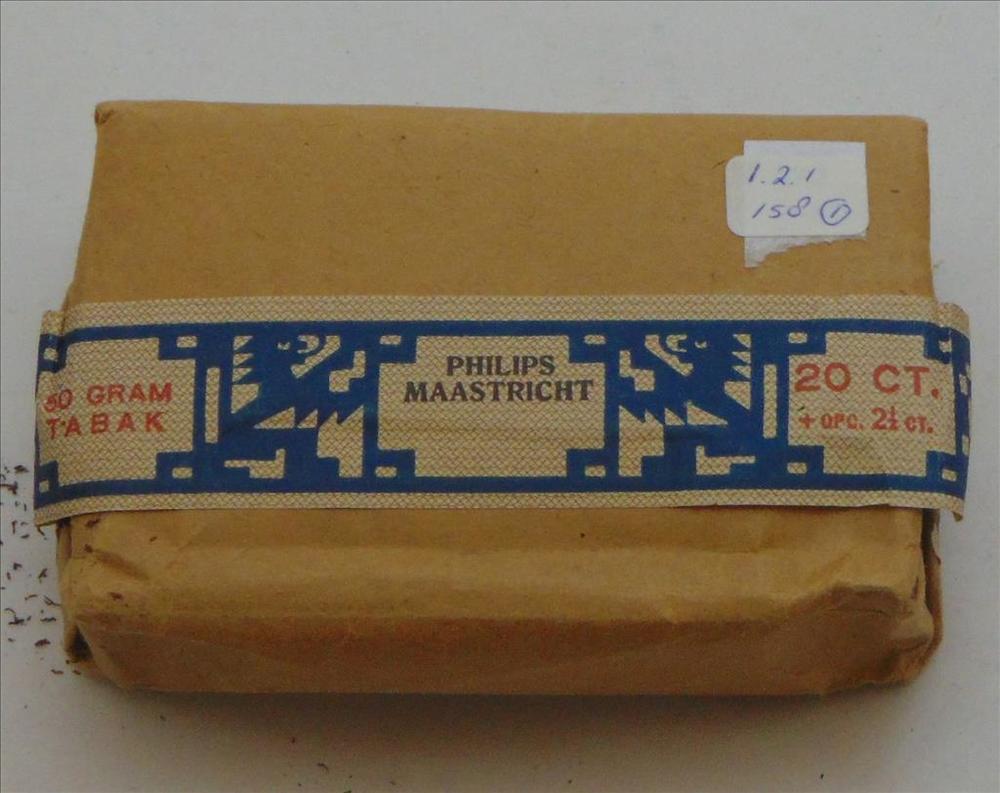 1.2.1
158 ①
50 GRAM
TABAK
PHILIPS
MAASTRICHT
20 CT.
+ OPC. 2½ CT.